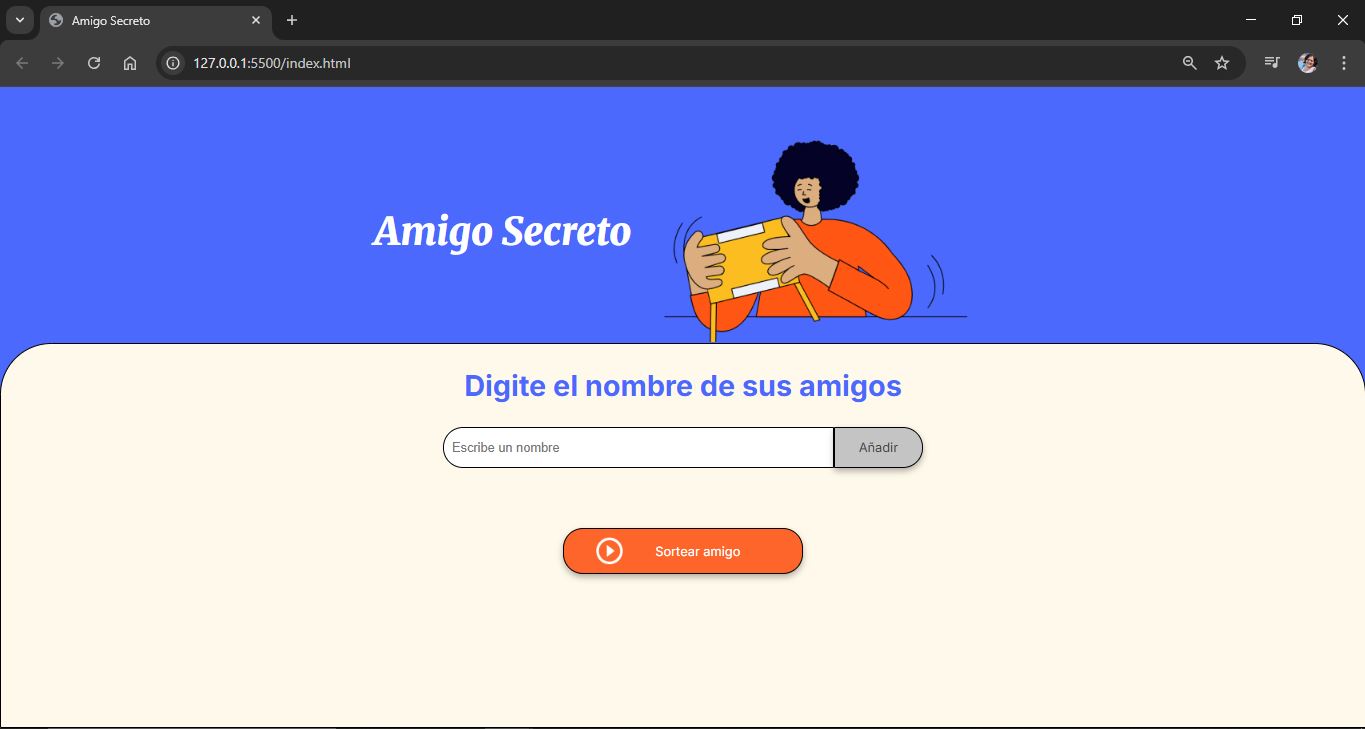 Amigo Secreto
127.0.0.1:5500/index.html
Amigo Secreto
Digite el nombre de sus amigos
Escribe un nombre
Añadir
Sortear amigo